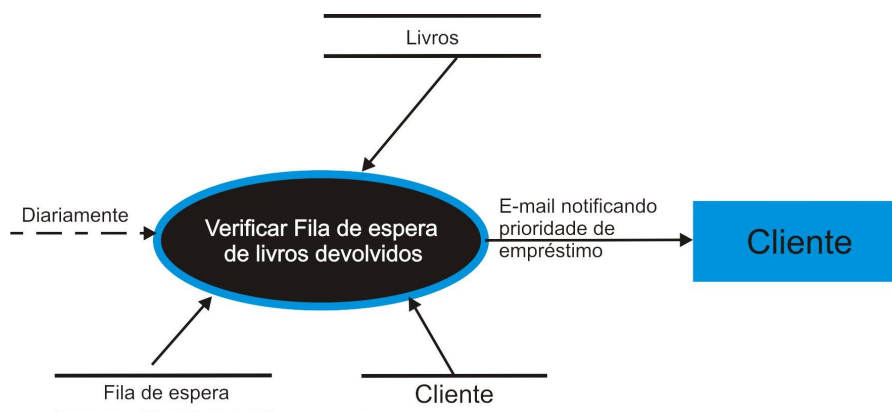 Livros
Diariamente
Verificar Fila de espera
de livros devolvidos
E-mail notificando
prioridade de
empréstimo
Cliente
Fila de espera
Cliente